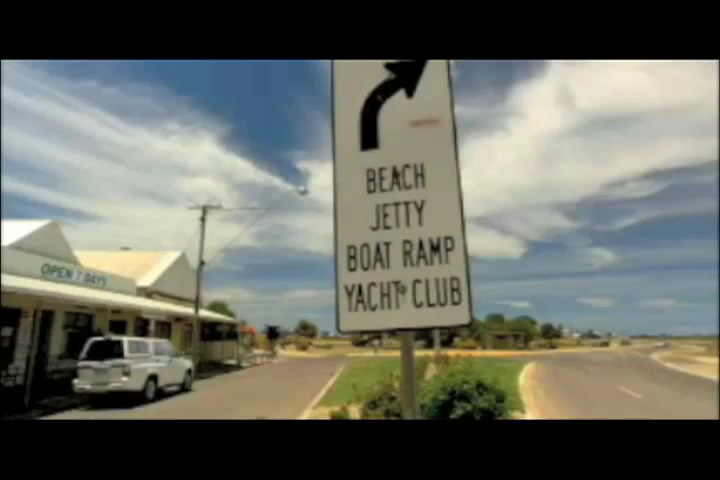 OPEN 7 DAYS
BEACH
JETTY
BOAT RAMP
YACHT CLUB